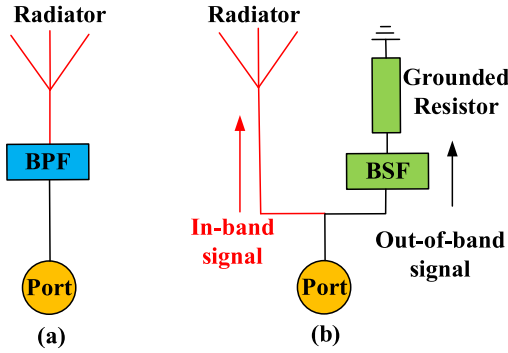 Radiator
BPF
Port
(a)
Radiator
Grounded
Resistor
BSF
In-band
signal
Out-of-band
signal
Port
(b)